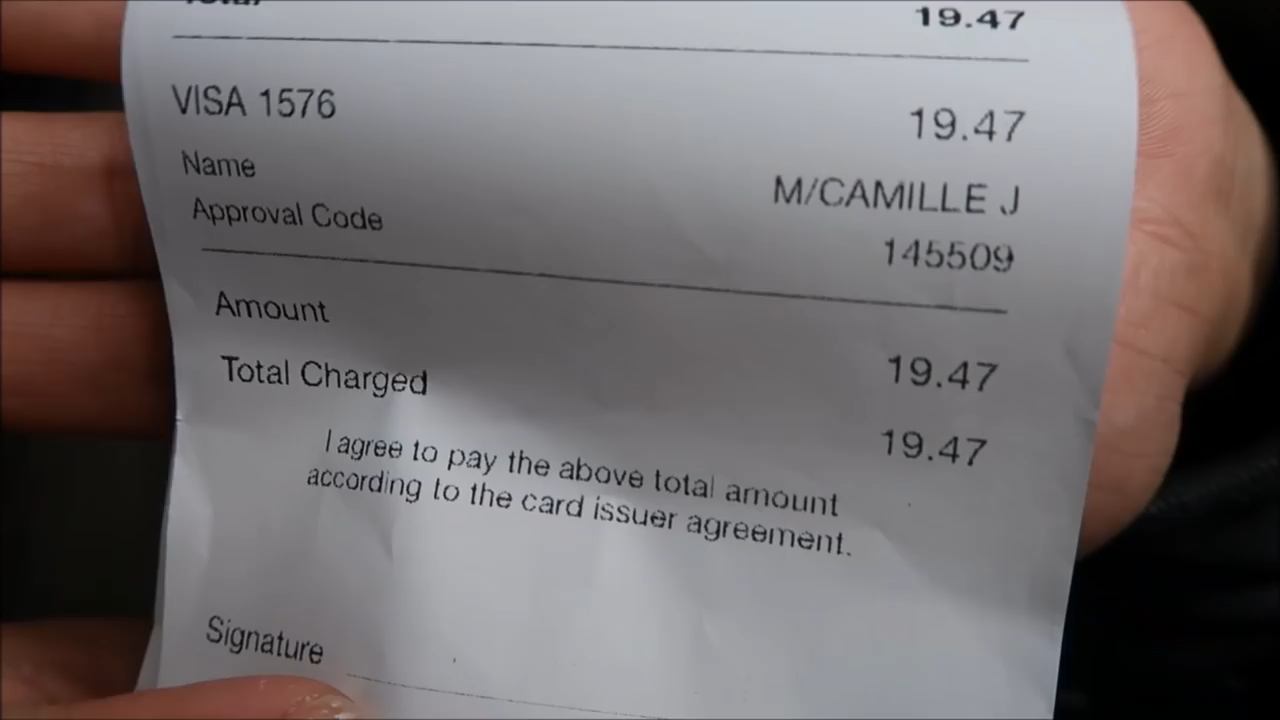 Total 19.47
VISA 1576 19.47
Name M/CAMILLE J
Approval Code 145509
Amount 19.47
Total Charged 19.47
I agree to pay the above total amount
according to the card issuer agreement.
Signature